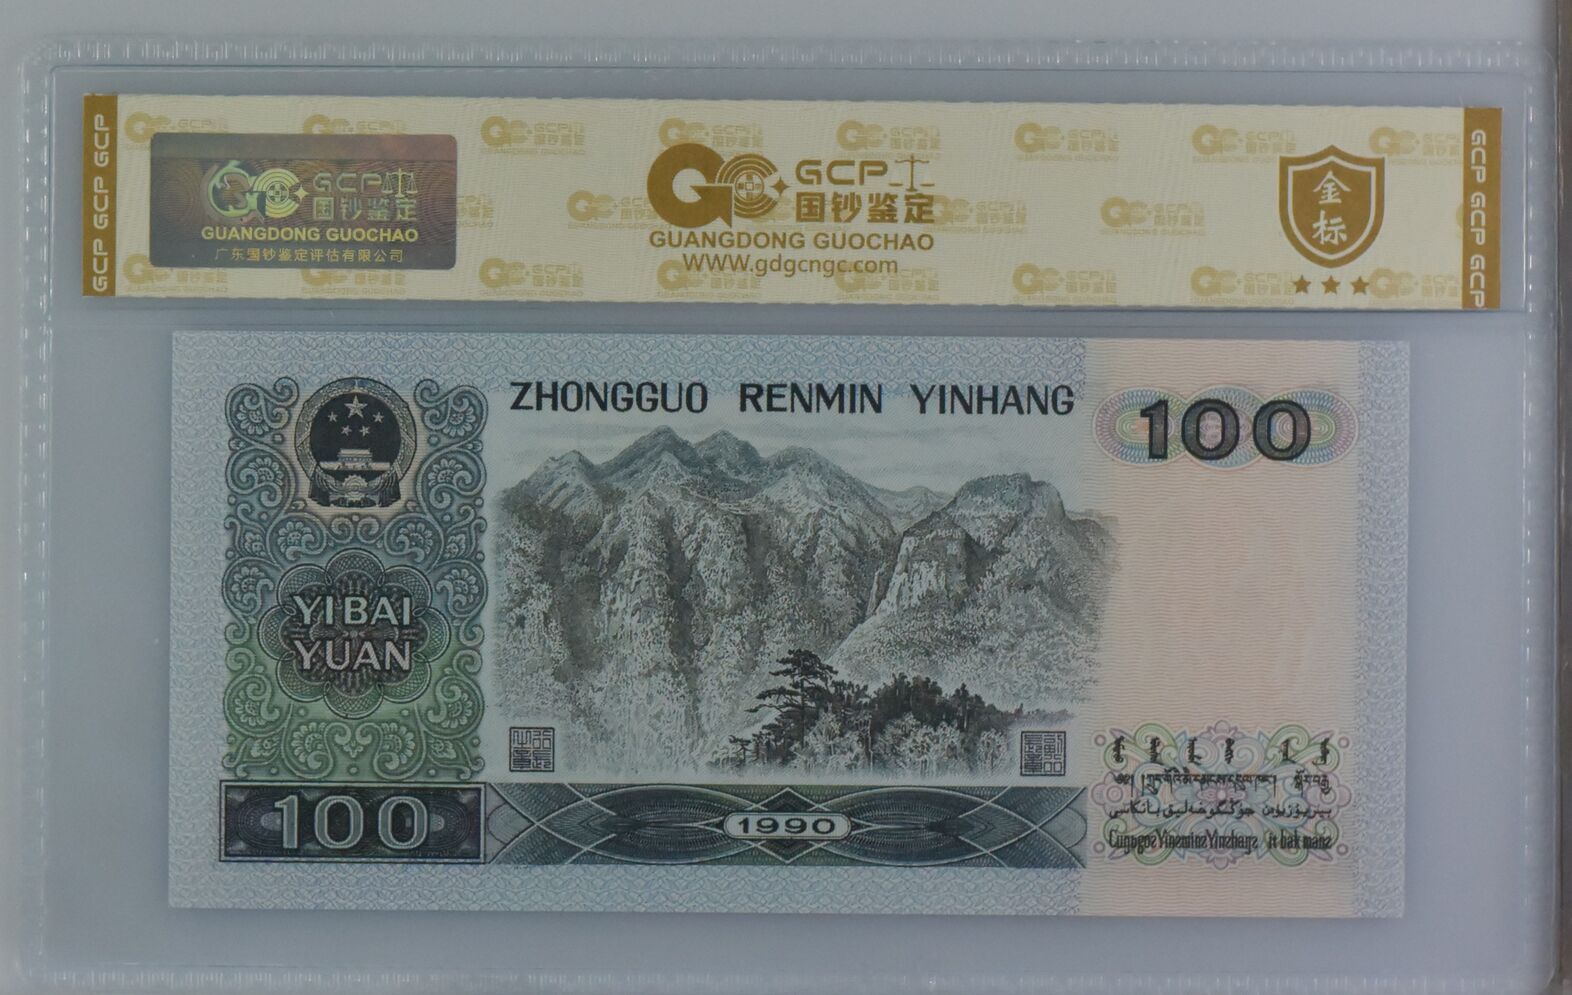 GCP GCP GCP
GCP
国钞鉴定
GUANGDONG GUOCHAO
广东国钞鉴定评估有限公司
GCP
国钞鉴定
GUANGDONG GUOCHAO
WWW.gdgcngc.com
金
标
GCP GCP GCP
ZHONGGUO RENMIN YINHANG
100
YIBAI
YUAN
100
1990